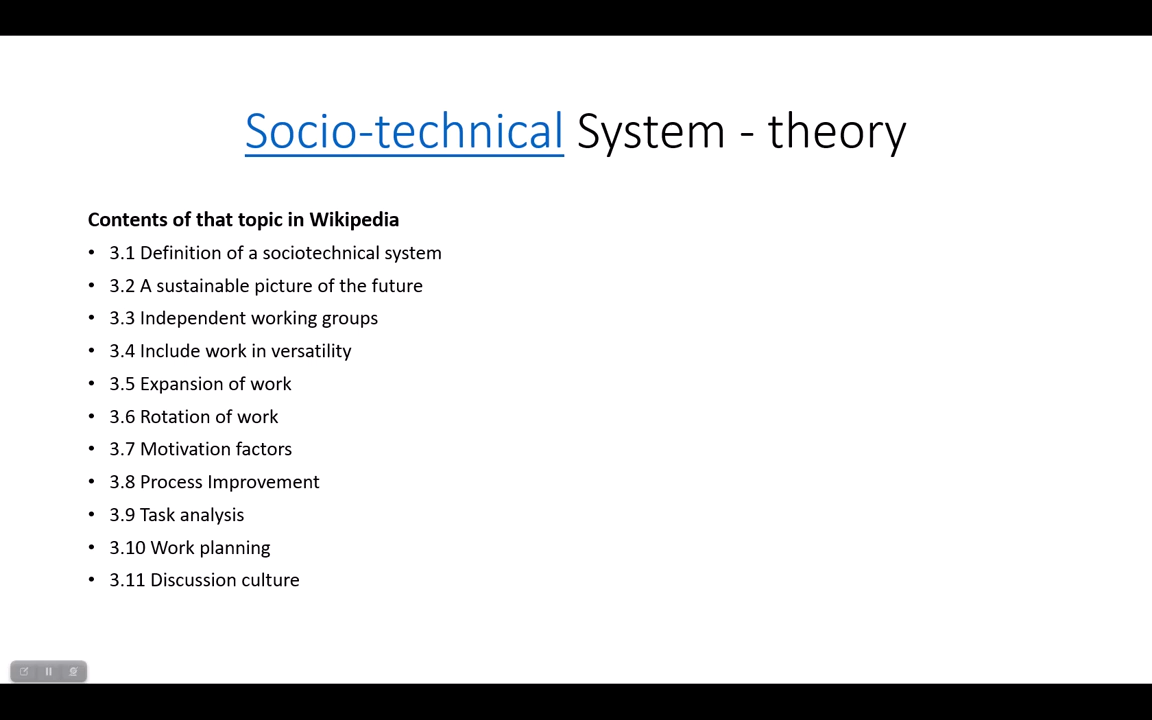 Socio-technical System - theory
Contents of that topic in Wikipedia
• 3.1 Definition of a sociotechnical system
• 3.2 A sustainable picture of the future
• 3.3 Independent working groups
• 3.4 Include work in versatility
• 3.5 Expansion of work
• 3.6 Rotation of work
• 3.7 Motivation factors
• 3.8 Process Improvement
• 3.9 Task analysis
• 3.10 Work planning
• 3.11 Discussion culture